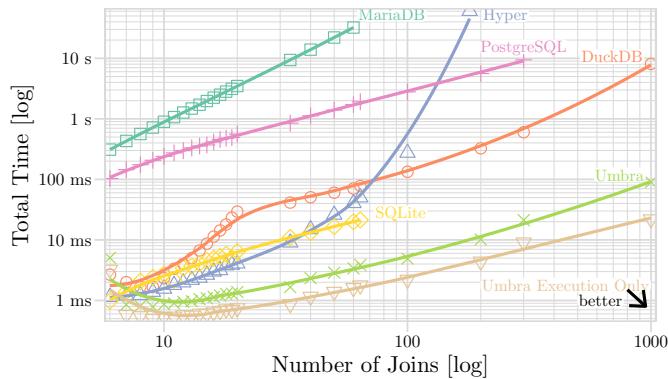 MariaDB
Hyper
PostgreSQL
DuckDB
10 s
1 s
100 ms
Umbra
SQLite
10 ms
Umbra Execution Only
1 ms
better
Total Time [log]
10
100
1000
Number of Joins [log]